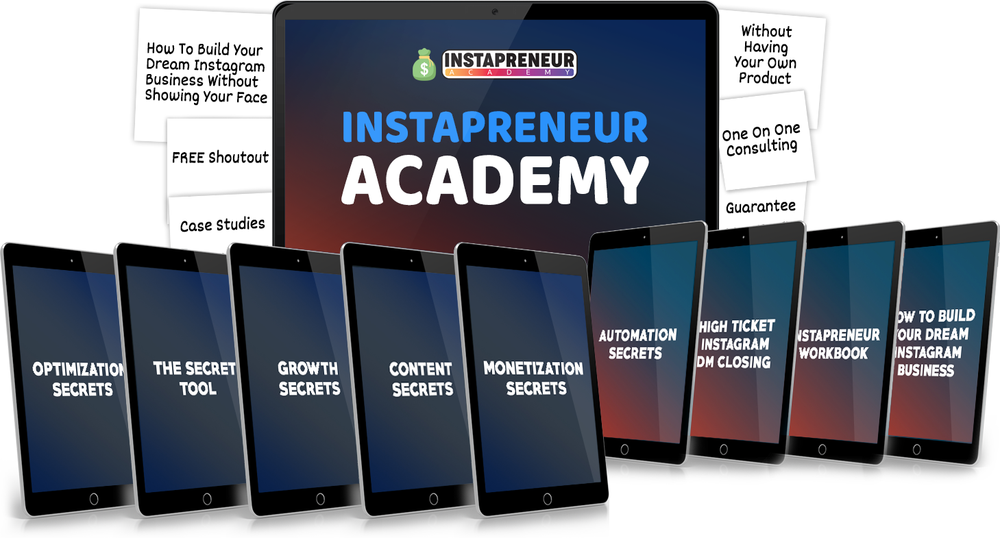 How To Build Your
Dream Instagram
Business Without
Showing Your Face
FREE Shoutout
Case Studies
INSTAPRENEUR
ACADEMY
INSTAPRENEUR
ACADEMY
Without
Having
Your Own
Product
One On One
Consulting
Guarantee
OPTIMIZATION
SECRETS
THE SECRET
TOOL
GROWTH
SECRETS
CONTENT
SECRETS
MONETIZATION
SECRETS
AUTOMATION
SECRETS
HIGH TICKET
INSTAGRAM
DM CLOSING
NSTAPRENEUR
WORKBOOK
OW TO BUILD
YOUR DREAM
INSTAGRAM
BUSINESS